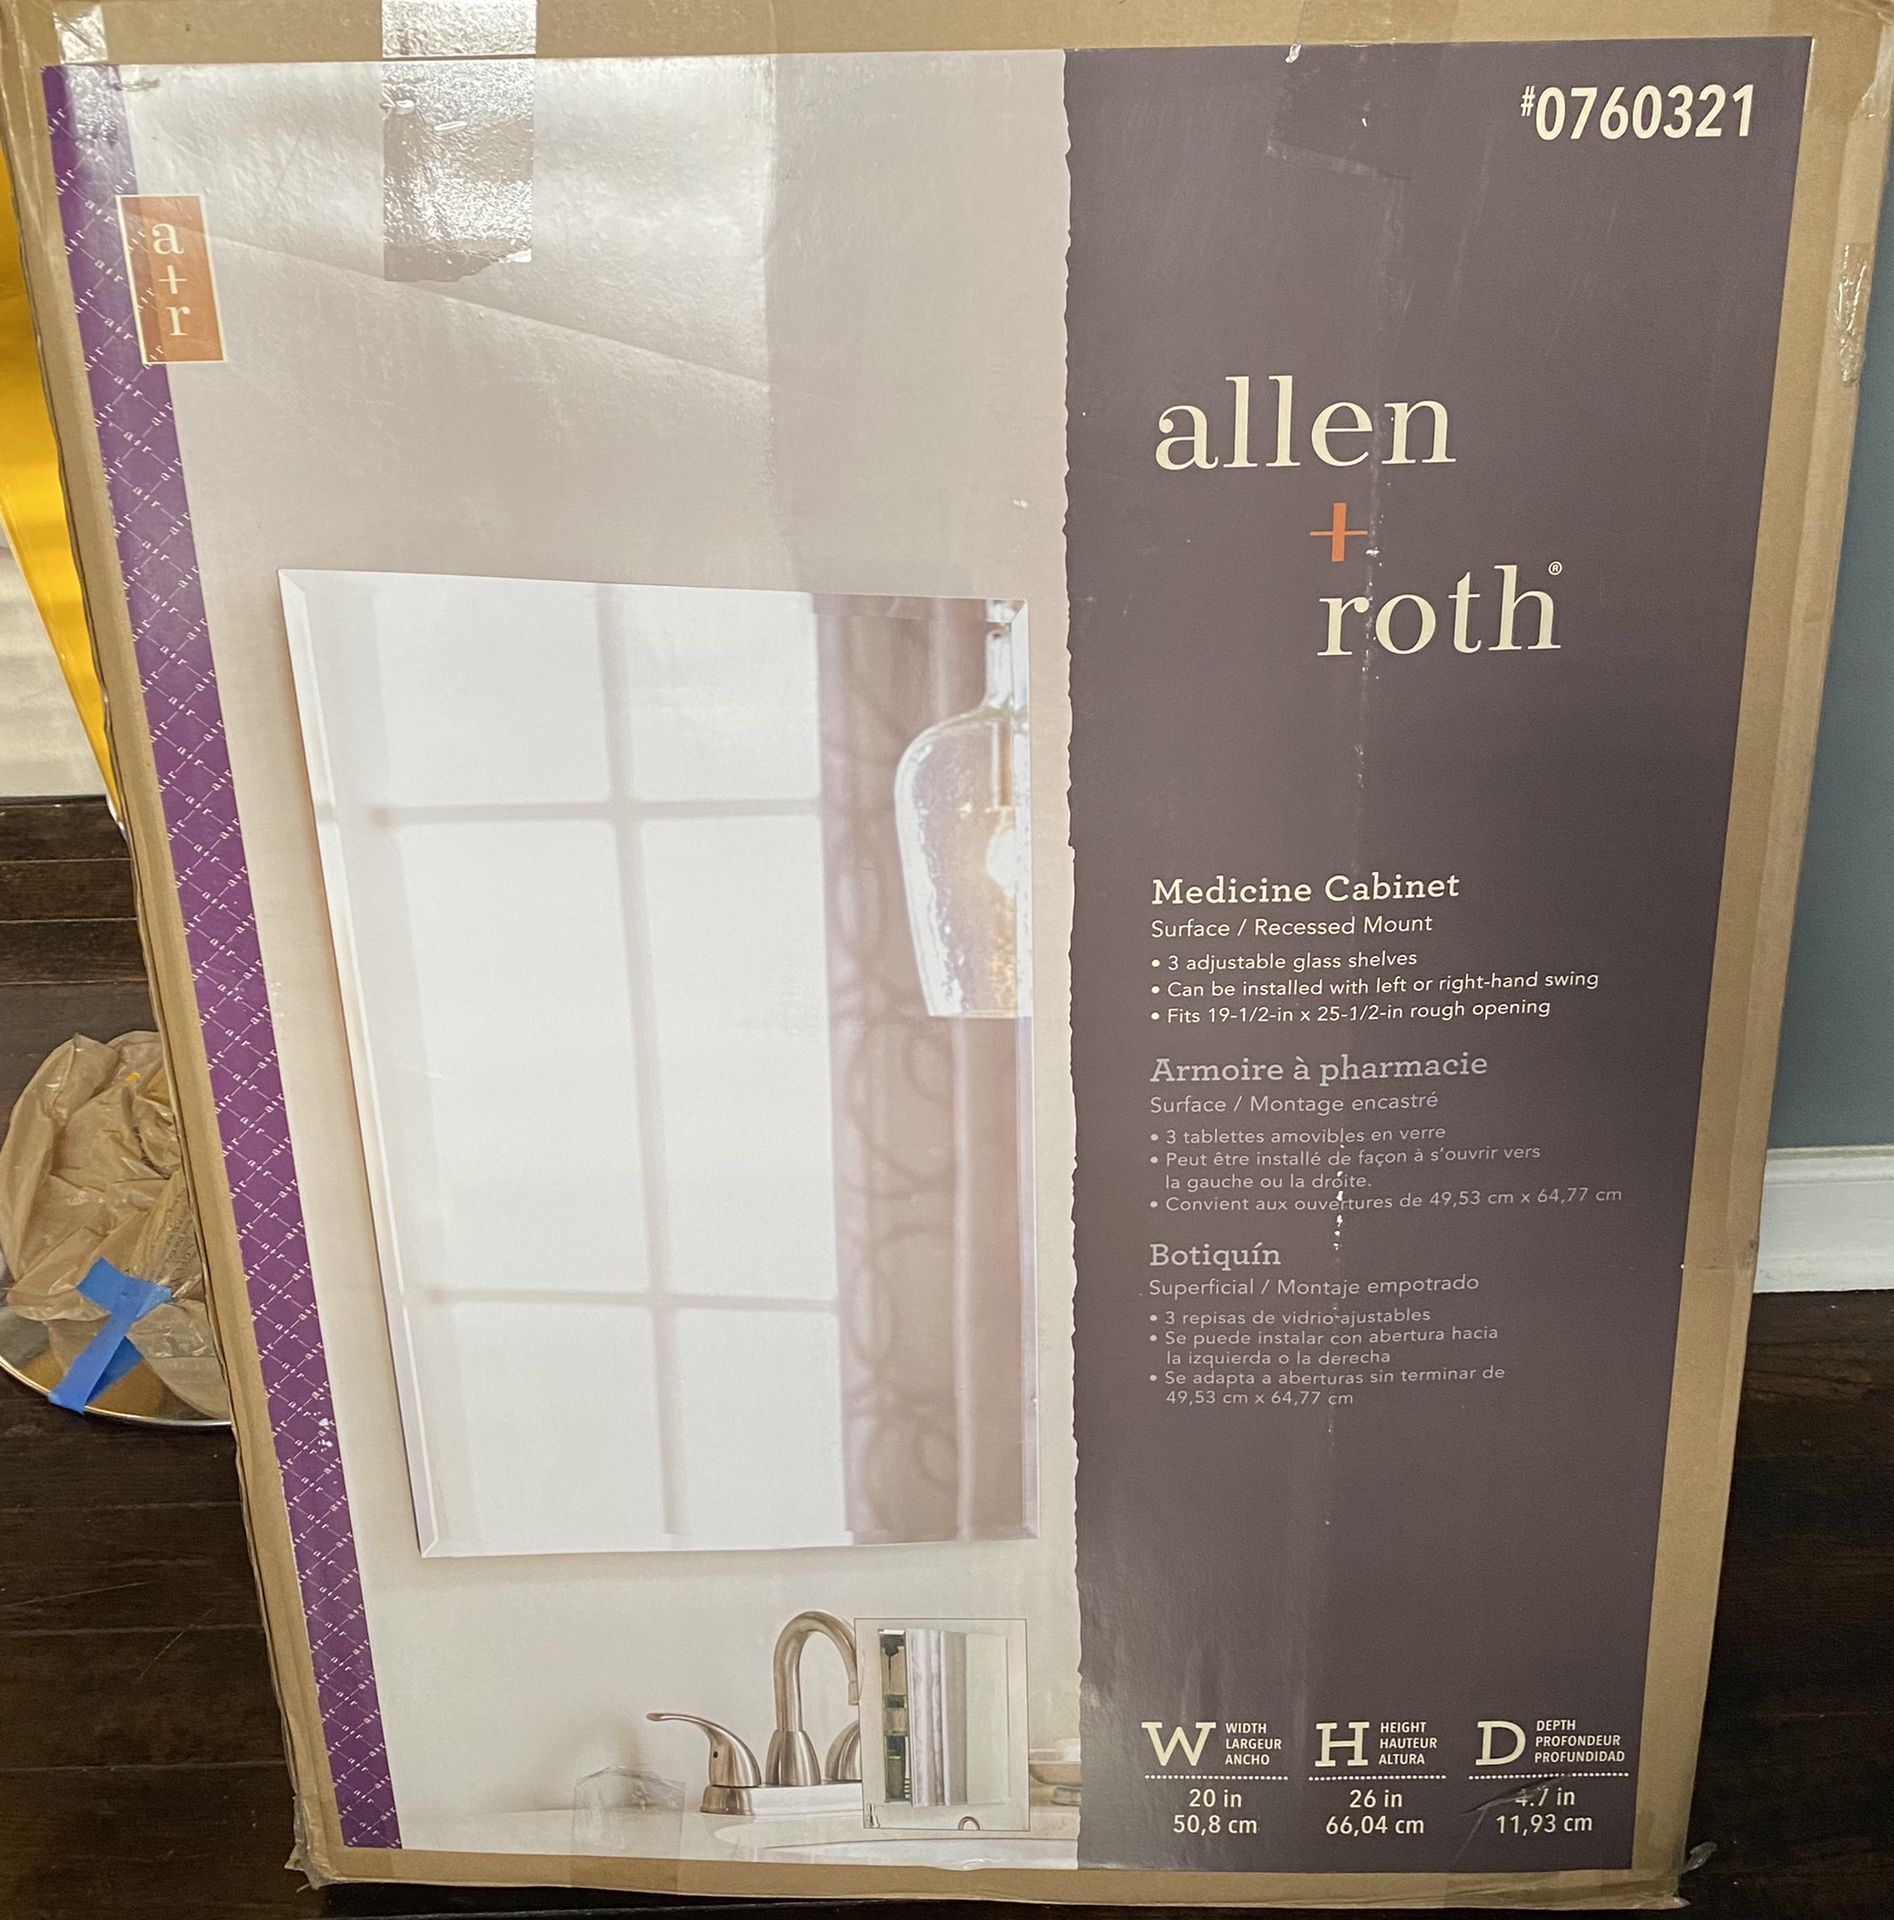 #0760321
a
+
r
allen
+
roth®
Medicine Cabinet
Surface / Recessed Mount
• 3 adjustable glass shelves
• Can be installed with left or right-hand swing
• Fits 19-1/2-in x 25-1/2-in rough opening
Armoire à pharmacie
Surface / Montage encastré
• 3 tablettes amovibles en verre
• Peut être installé de façon à s'ouvrir vers
la gauche ou la droite.
• Convient aux ouvertures de 49,53 cm x 64,77 cm
Botiquín
Superficial / Montaje empotrado
• 3 repisas de vidrio ajustables
• Se puede instalar con abertura hacia
la izquierda o la derecha
• Se adapta a aberturas sin terminar de
49,53 cm x 64,77 cm
W WIDTH
LARGEUR
ANCHO
20 in
50,8 cm
H HEIGHT
HAUTEUR
ALTURA
26 in
66,04 cm
D DEPTH
PROFONDEUR
PROFUNDIDAD
4.7 in
11,93 cm